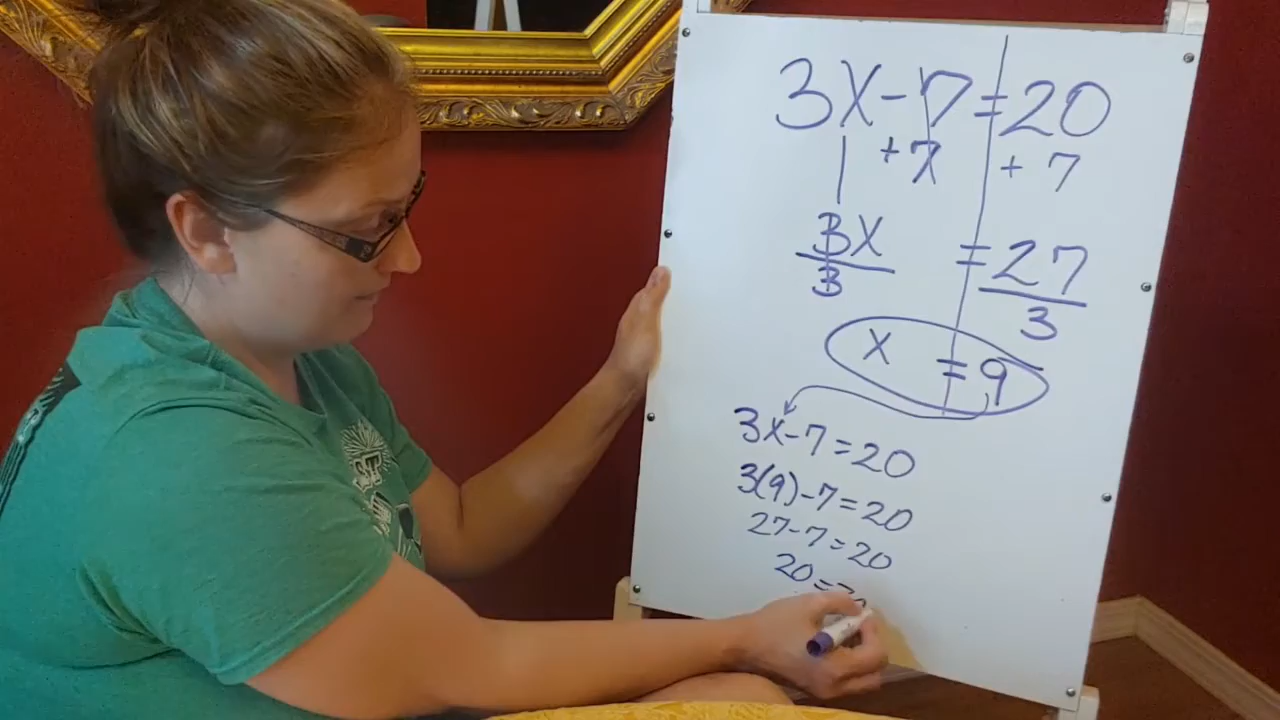 3x-7=20
+7 +7
3x =27
3 3
x =9
3x-7=20
3(9)-7=20
27-7=20
20=20